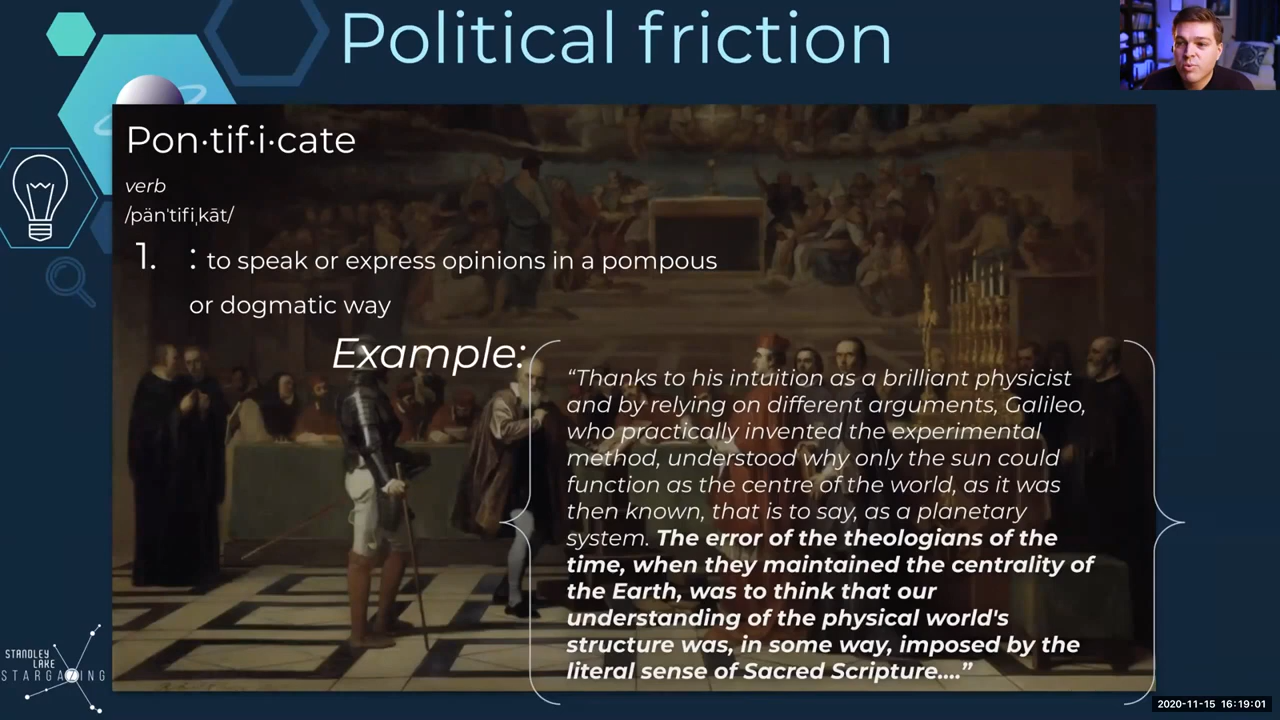 Political friction
Pon·tif·i·cate
verb
/pän'tifiˌkāt/
1. : to speak or express opinions in a pompous
or dogmatic way
Example:
“Thanks to his intuition as a brilliant physicist
and by relying on different arguments, Galileo,
who practically invented the experimental
method, understood why only the sun could
function as the centre of the world, as it was
then known, that is to say, as a planetary
system. The error of the theologians of the
time, when they maintained the centrality of
the Earth, was to think that our
understanding of the physical world's
structure was, in some way, imposed by the
literal sense of Sacred Scripture....”
STANDLEY
LAKE
STARGAZING
2020-11-15 16:19:01